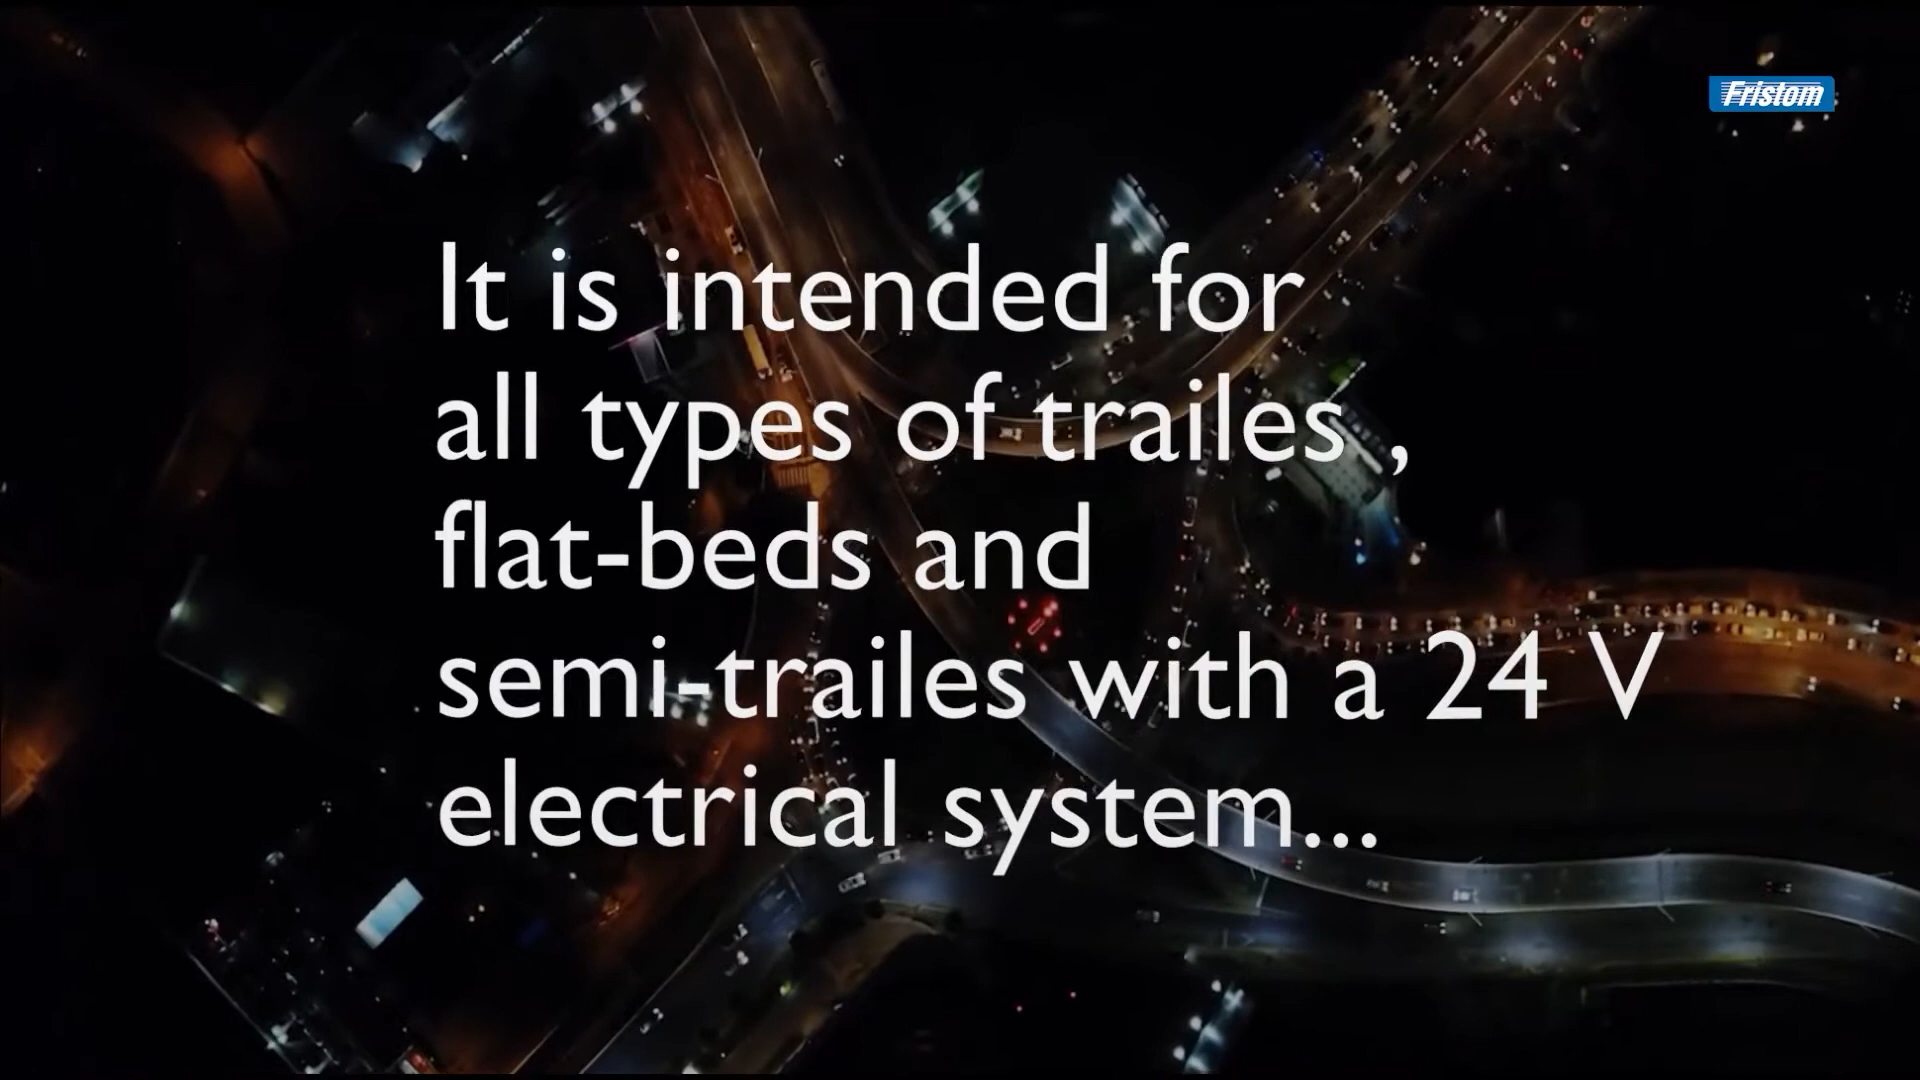 Fristom
It is intended for
all types of trailes ,
flat-beds and
semi-trailes with a 24 V
electrical system...